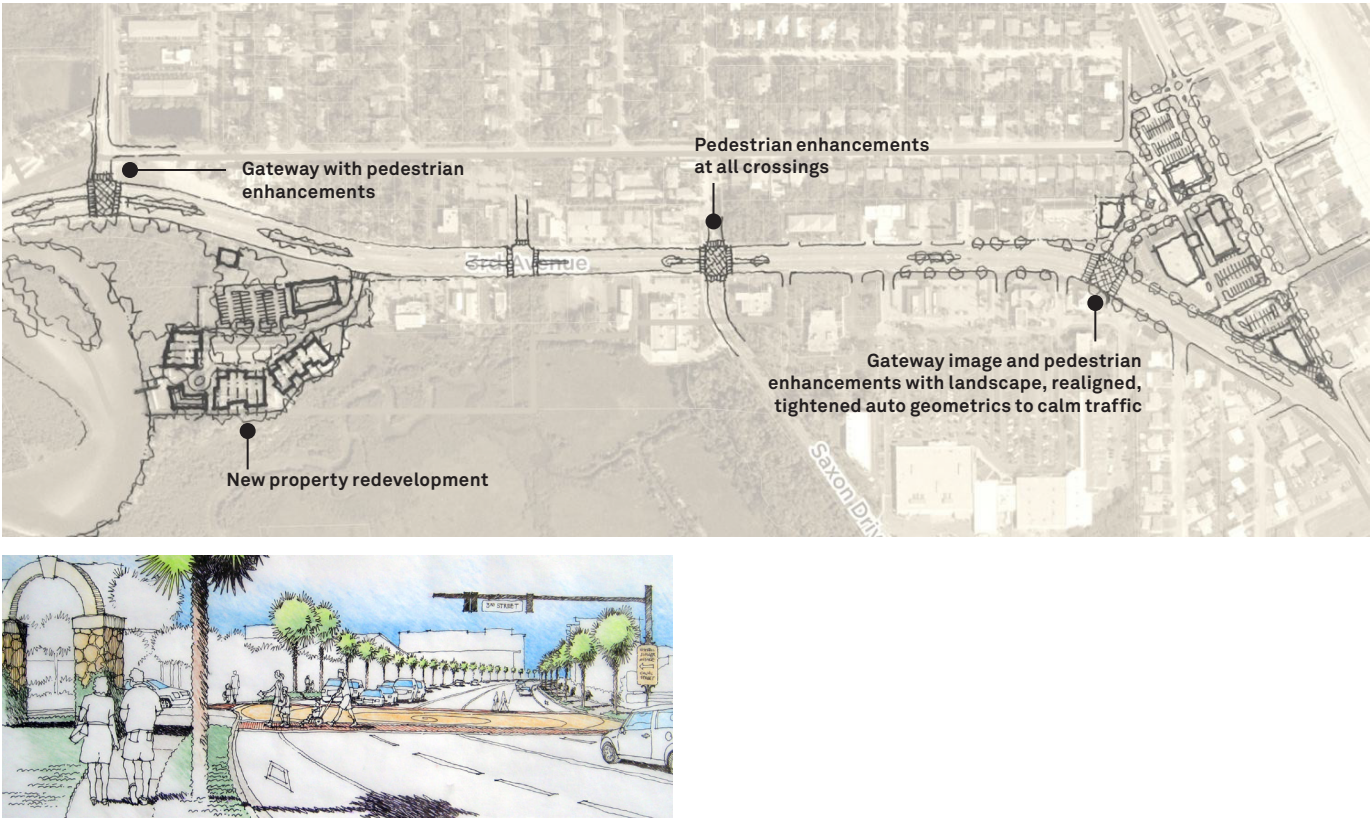 Gateway with pedestrian
enhancements
Pedestrian enhancements
at all crossings
3rd Avenue
Gateway image and pedestrian
enhancements with landscape, realigned,
tightened auto geometrics to calm traffic
New property redevelopment
Saxon Driv
3RD STREET